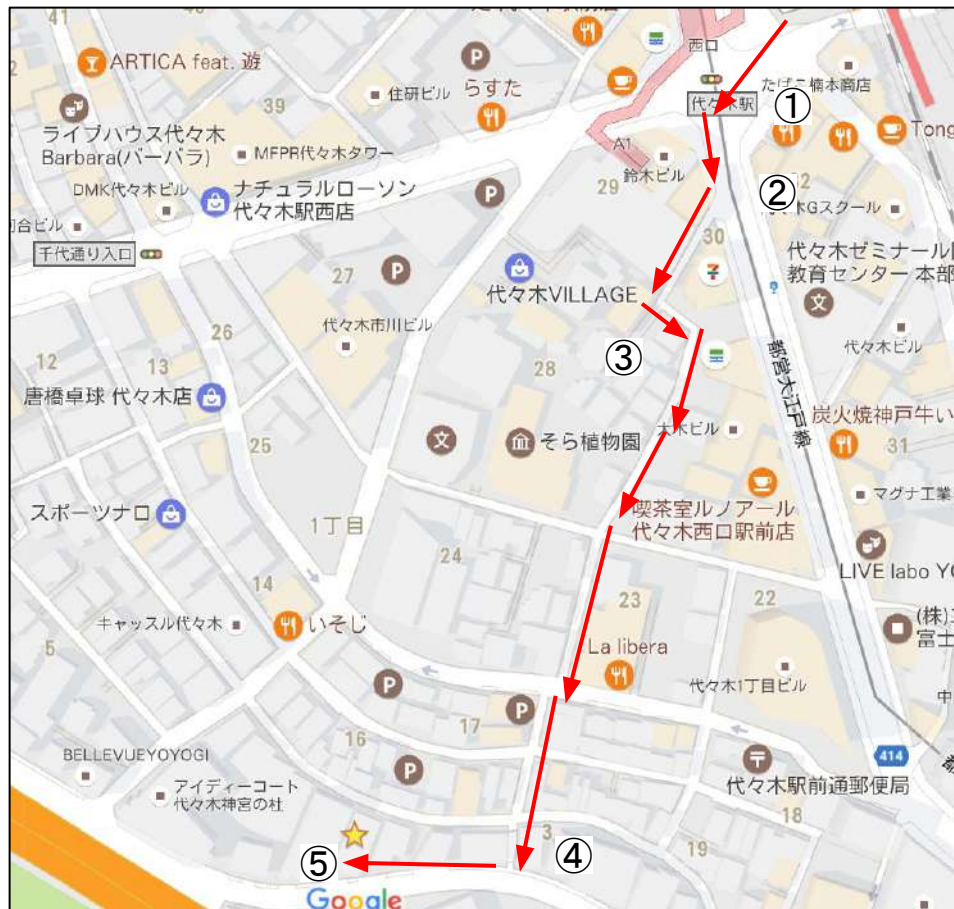 41
40
ARTICA feat. 遊
らすた
西口
たばこ楠本商店
住研ビル
39
代々木駅
①
ライブハウス代々木
Barbara(バーバラ)
MFPR代々木タワー
A1
鈴木ビル
DMK代々木ビル
ナチュラルローソン
代々木駅西店
29
②
千代通り入口
30
代々木ゼミナール
教育センター 本部
27
代々木VILLAGE
代々木市川ビル
26
12
13
③
28
代々木ビル
都営大江戸線
唐橋卓球 代々木店
大木ビル
炭火焼神戸牛い
そら植物園
25
31
マグナ工業
スポーツナロ
1丁目
喫茶室ルノアール
代々木西口駅前店
24
LIVE labo YO
14
23
22
キャッスル代々木
いそじ
(株)
富士
5
La libera
代々木1丁目ビル
中
17
16
BELLEVUEYOYOGI
414
アイディーコート
代々木神宮の杜
代々木駅前通郵便局
18
3
④
19
⑤
Google